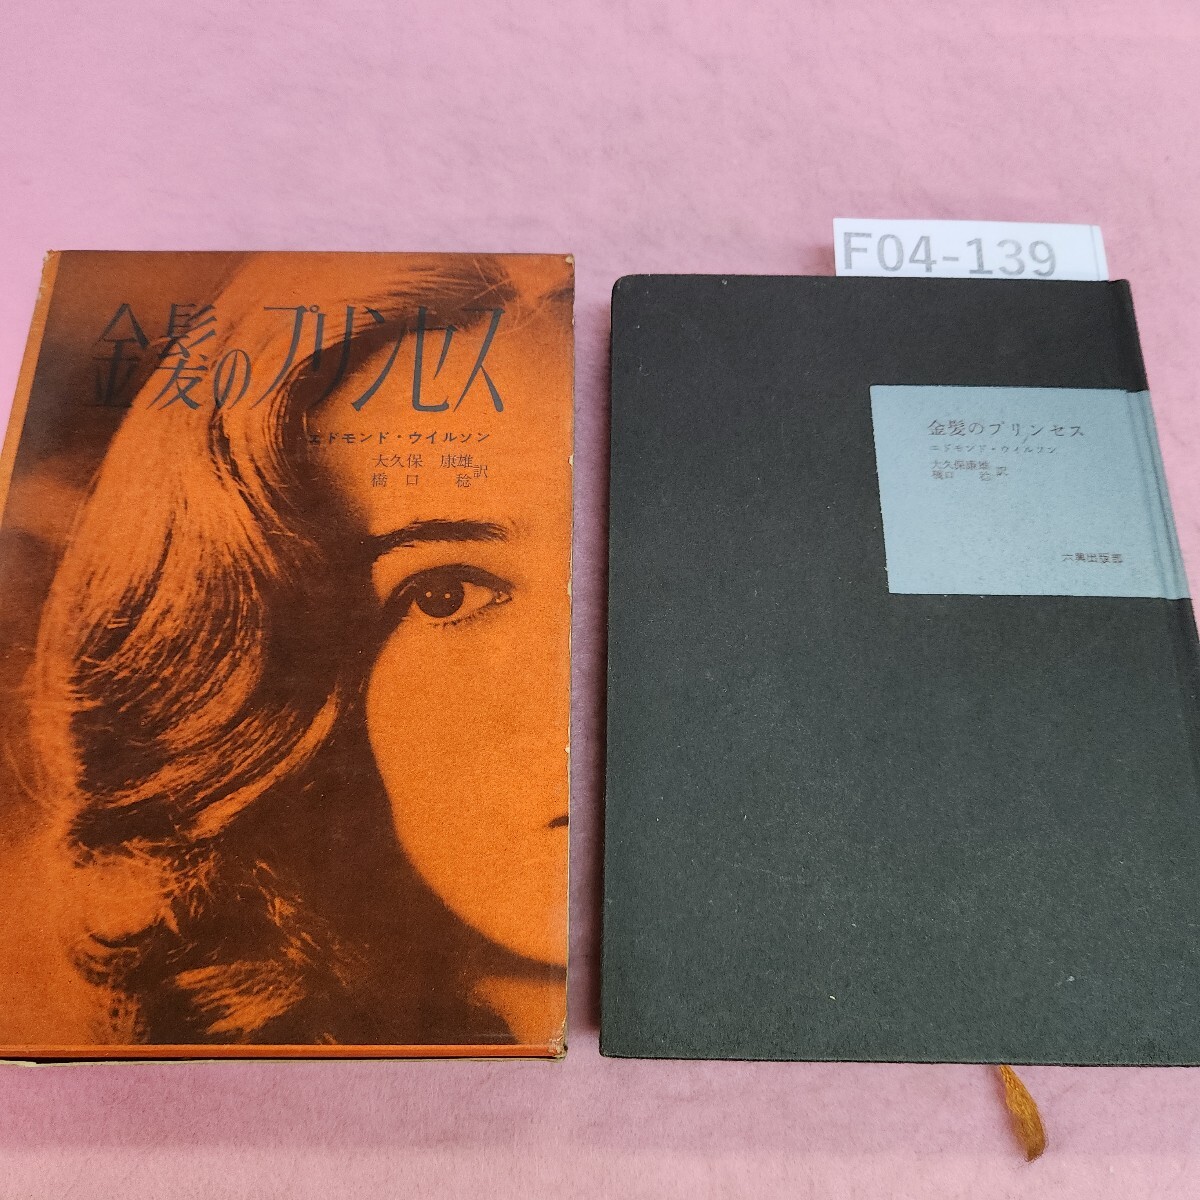 金髪のプリンセス
エドモンド・ウイルソン
大久保 康雄
橋口 稔
訳
F04-139
金髪のプリンセス
エドモンド・ウィルソン
大久保康雄
橋口 稔
訳
六興出版部